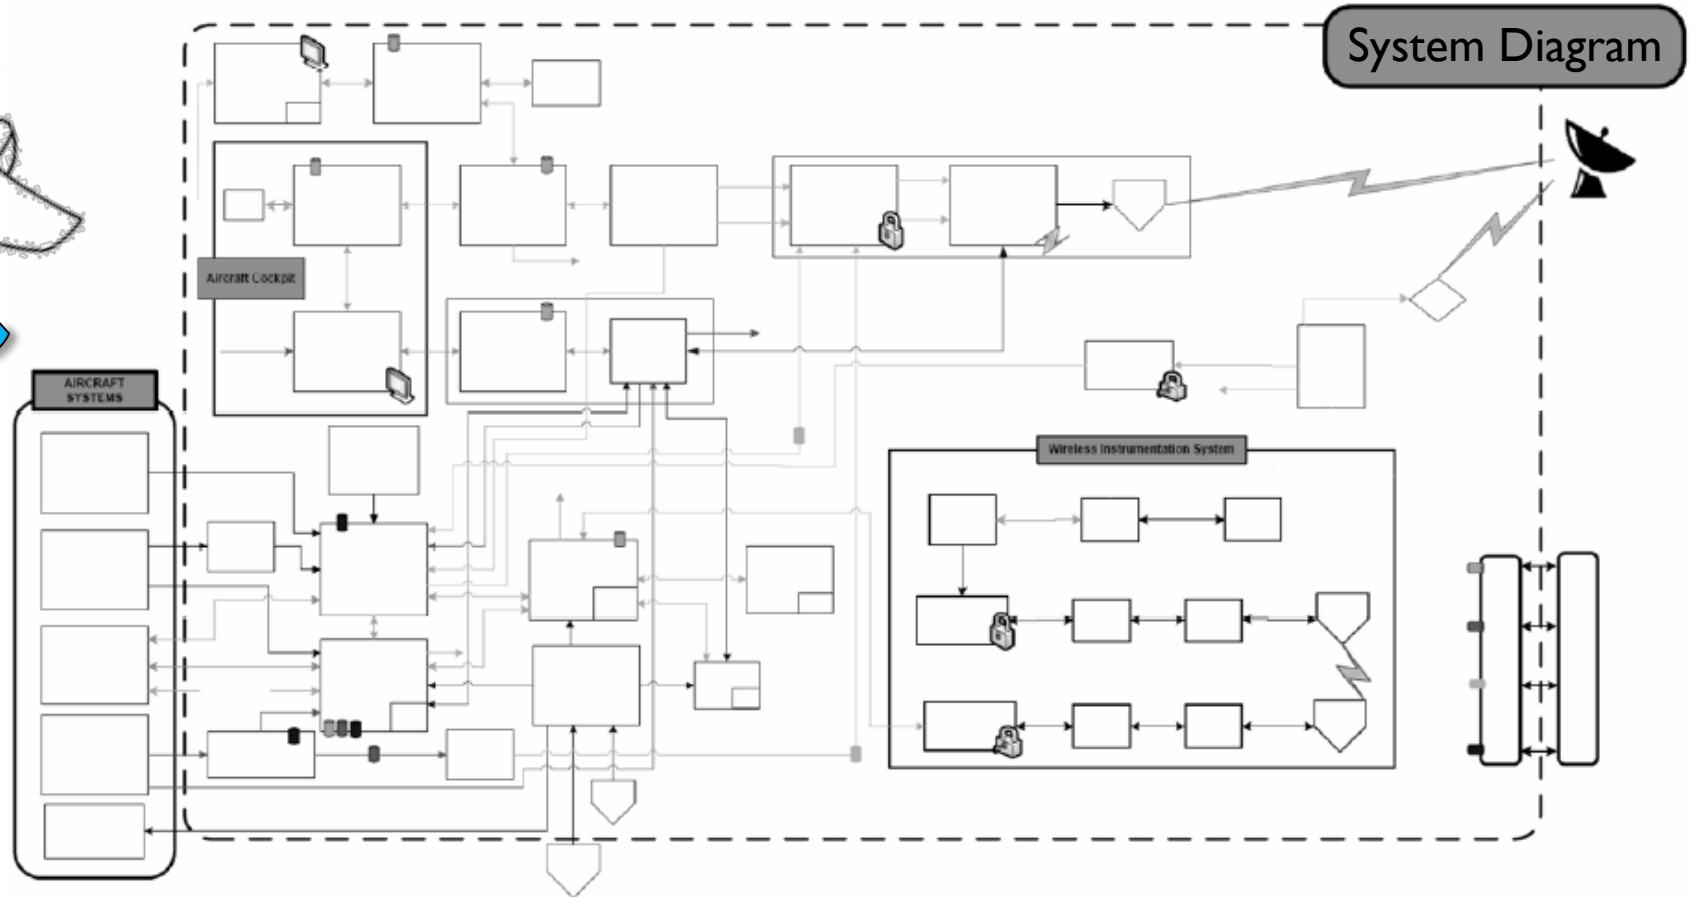 System Diagram
Aircraft Cockpit
AIRCRAFT
SYSTEMS
Wireless Instrumentation System